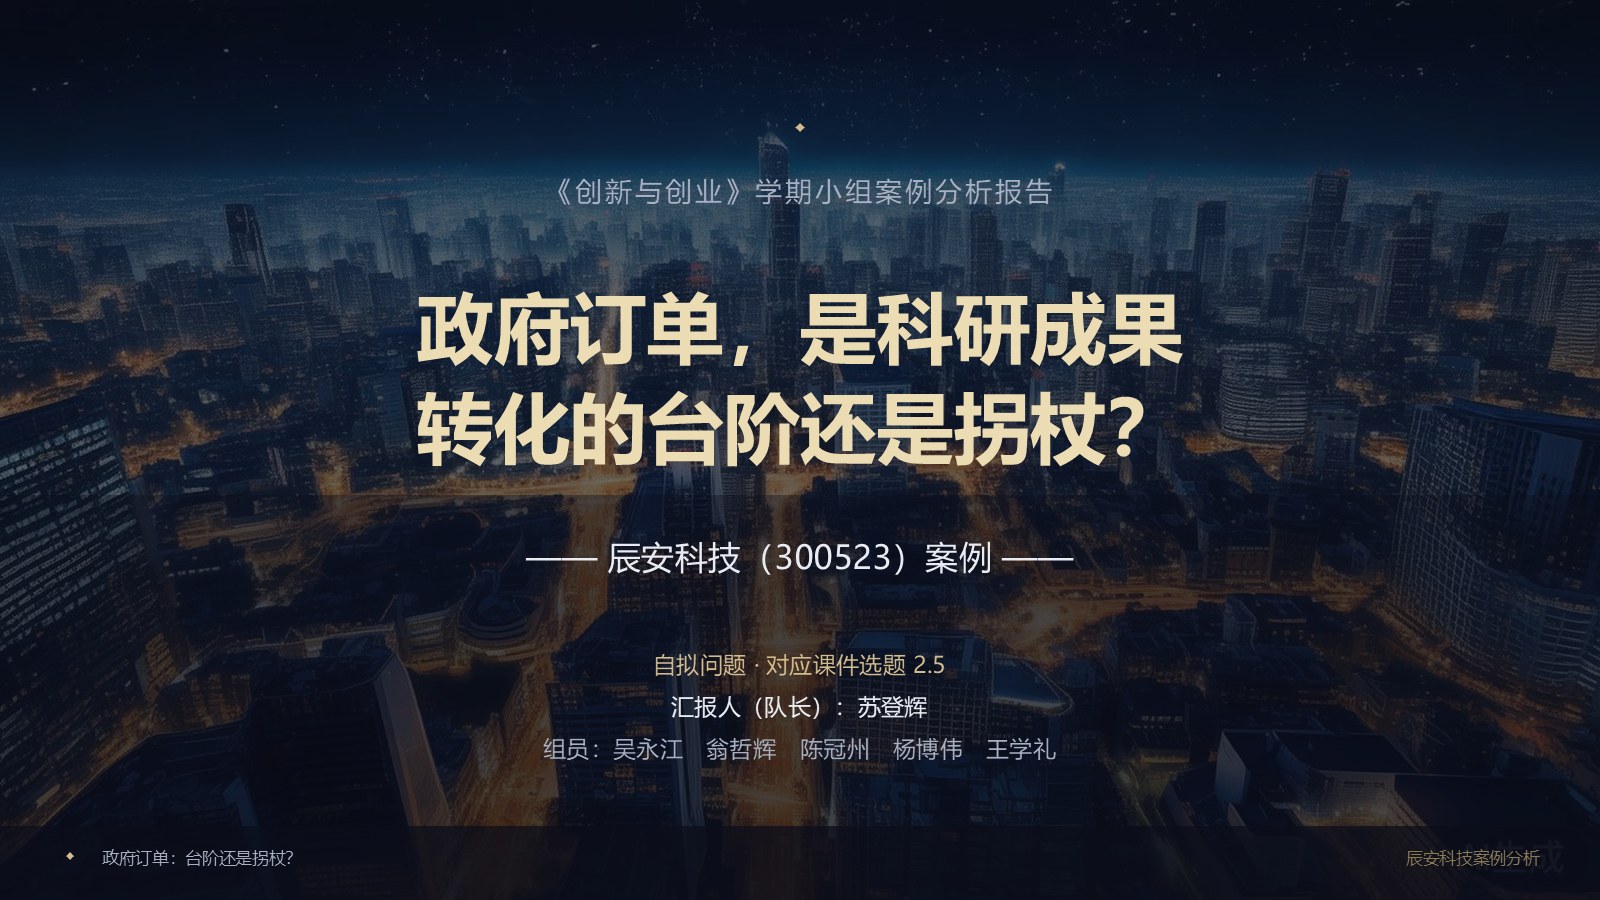 《创新与创业》学期小组案例分析报告
政府订单，是科研成果
转化的台阶还是拐杖？
—— 辰安科技（300523）案例 ——
自拟问题 · 对应课件选题 2.5
汇报人（队长）：苏登辉
组员：吴永江　翁哲辉　陈冠州　杨博伟　王学礼
政府订单：台阶还是拐杖？
辰安科技案例分析